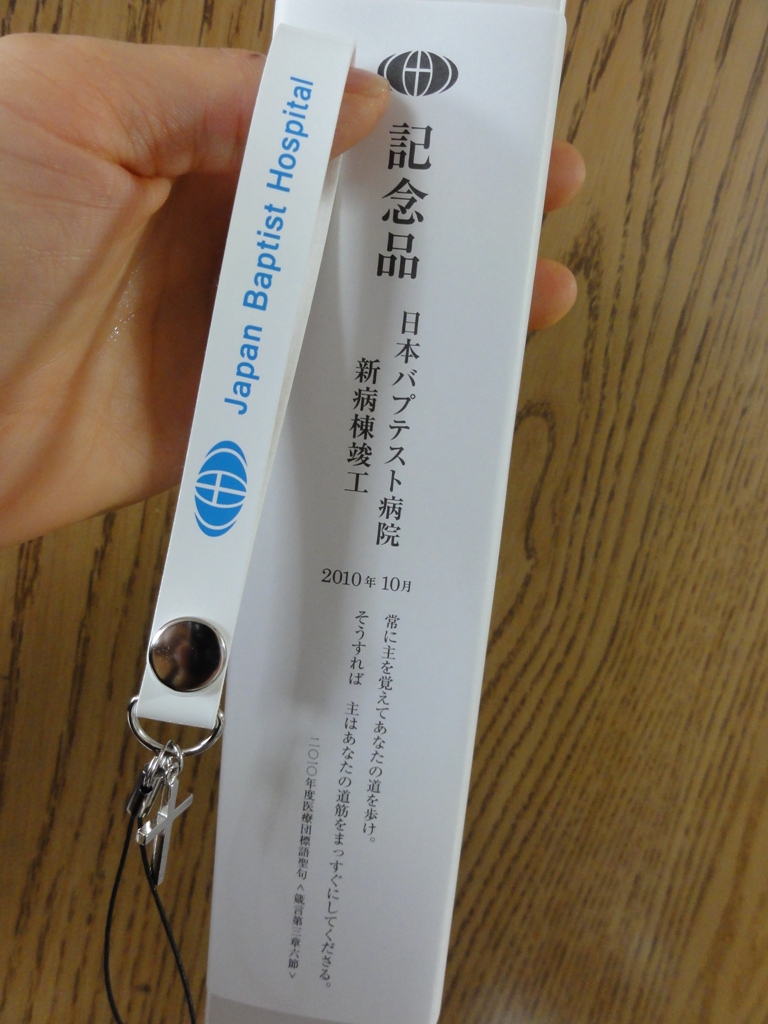 Japan Baptist Hospital
記念品
日本バプテスト病院
新病棟竣工
2010年10月
常に主を覚えてあなたの道を歩け。
そうすれば 主はあなたの道筋をまっすぐにしてくださる。
二〇一〇年度医療団標語聖句<箴言第三章六節>